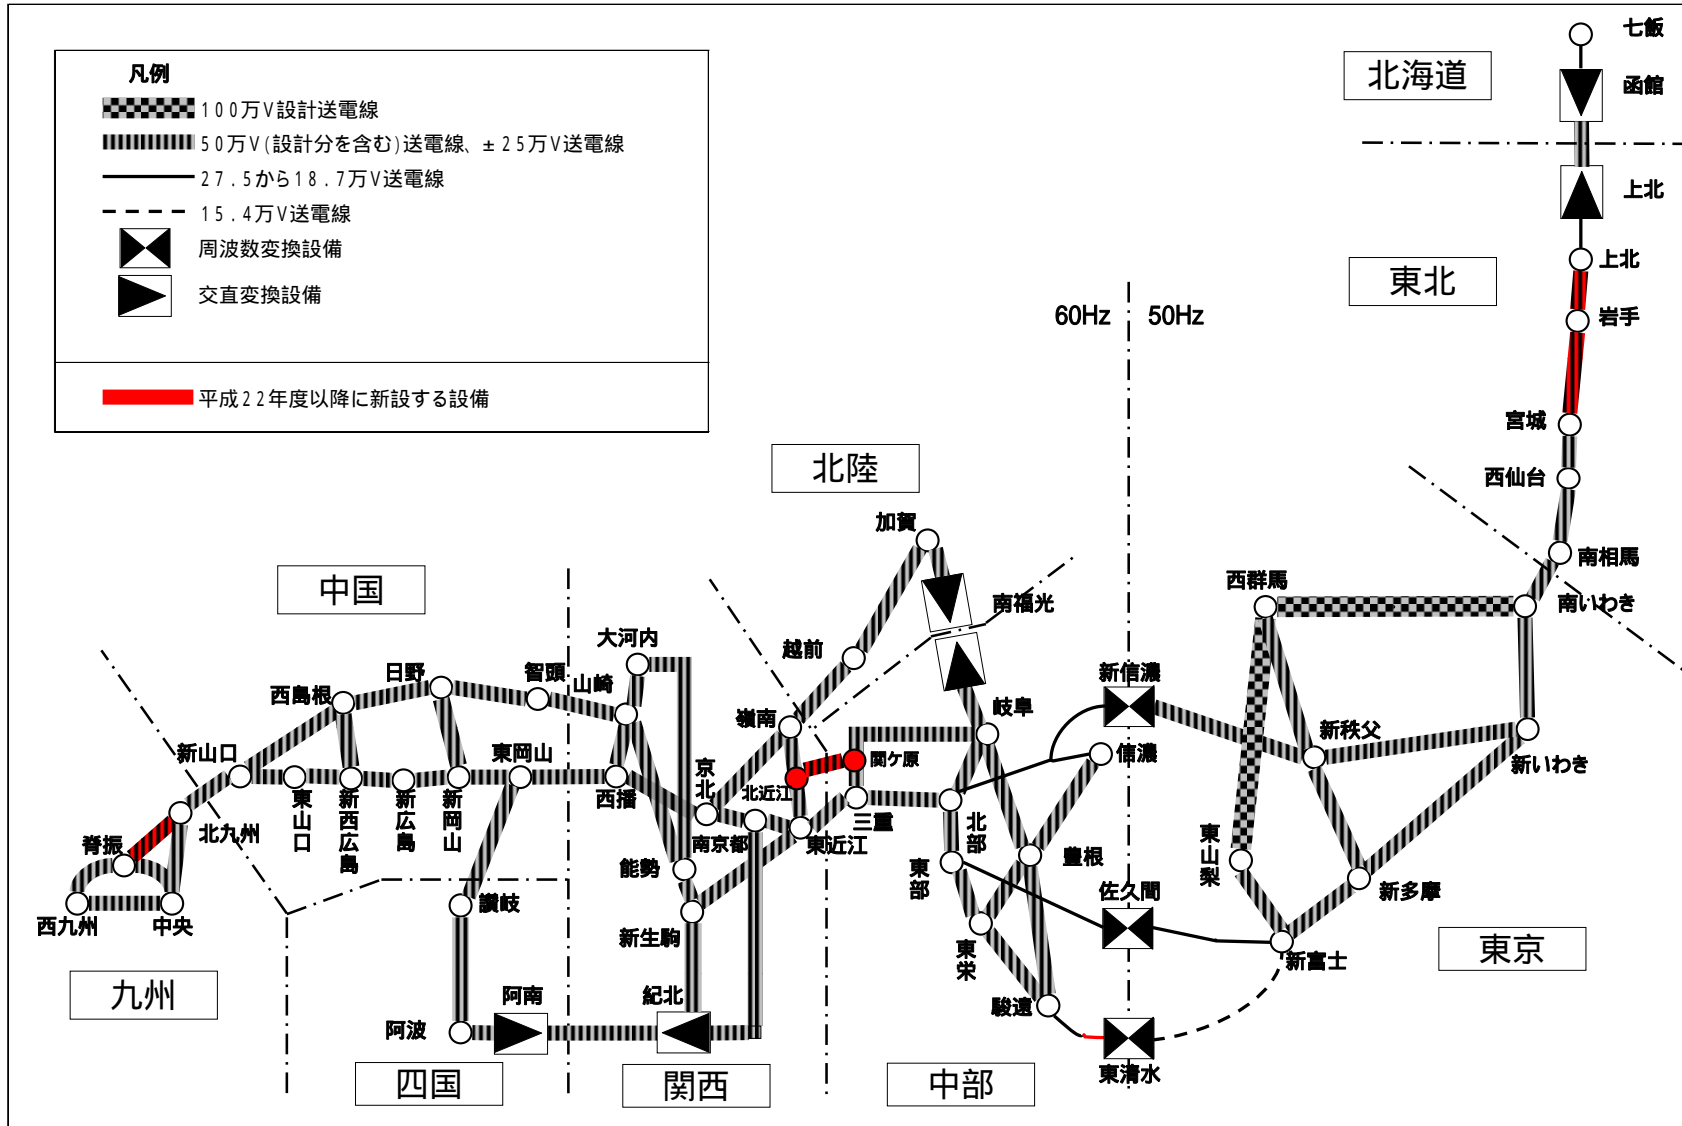 凡例
100万V設計送電線
50万V(設計分を含む)送電線、±25万V送電線
27.5から18.7万V送電線
15.4万V送電線
周波数変換設備
交直変換設備
平成22年度以降に新設する設備
七飯
北海道
函館
上北
上北
東北
岩手
60Hz
50Hz
宮城
西仙台
北陸
加賀
南相馬
中国
西群馬
南福光
南いわき
大河内
越前
日野
智頭
山崎
新信濃
西島根
嶺南
岐阜
新秩父
新山口
東岡山
関ケ原
信濃
新いわき
京北
北近江
西播
東山口
新西広島
新広島
新岡山
北九州
南京都
東近江
三重
北部
脊振
能勢
東部
豊根
東山梨
佐久間
新多摩
讃岐
西九州
中央
新生駒
東栄
新富士
東京
九州
阿南
紀北
駿遠
阿波
東清水
四国
関西
中部